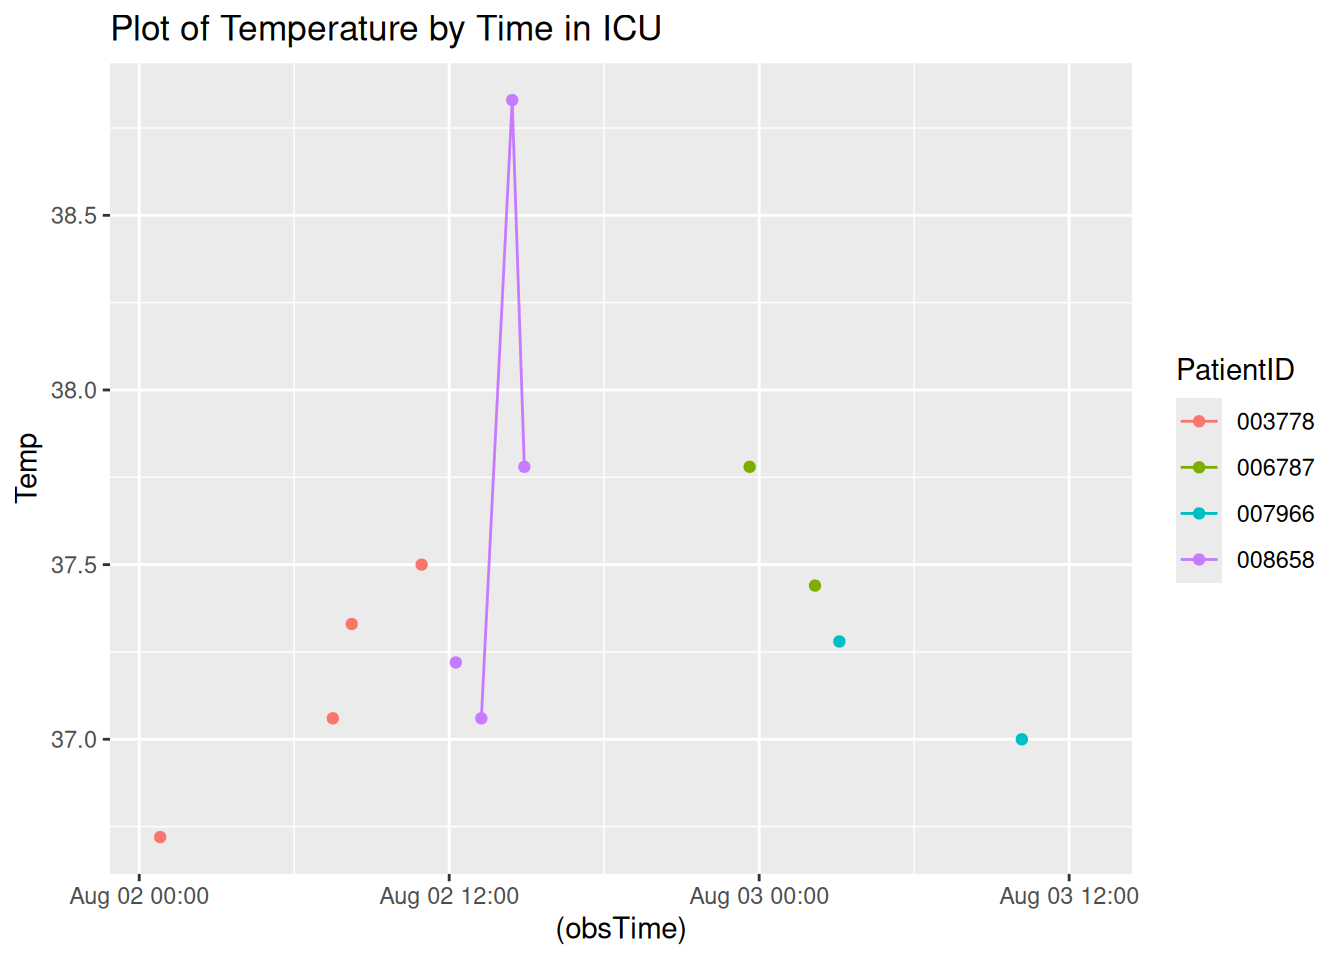 Plot of Temperature by Time in ICU
38.5
38.0
37.5
37.0
Temp
Aug 02 00:00
Aug 02 12:00
Aug 03 00:00
Aug 03 12:00
(obsTime)
PatientID
003778
006787
007966
008658